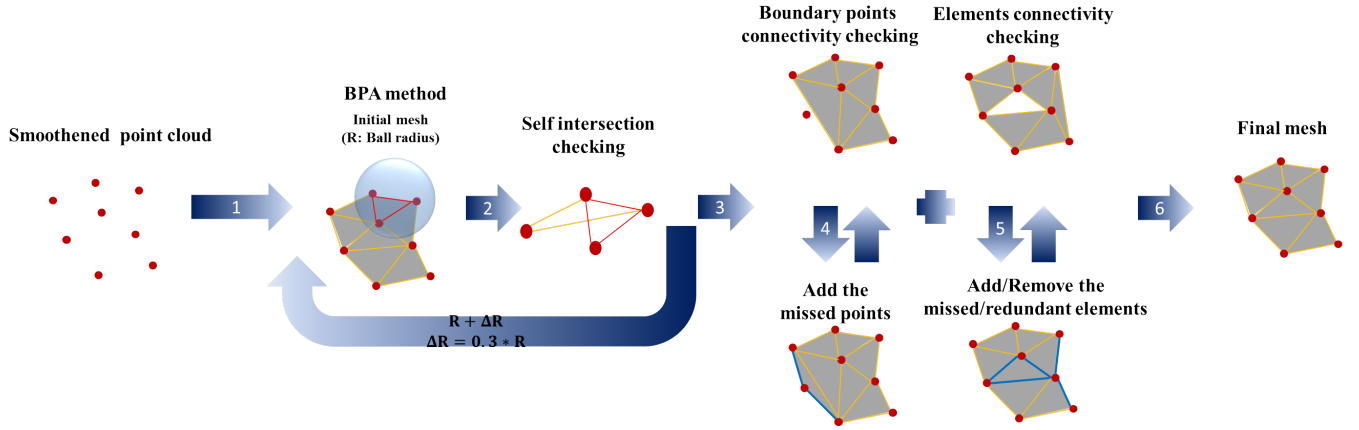 Smoothened point cloud
1
BPA method
Initial mesh
(R: Ball radius)
2
Self intersection
checking
R + ΔR
ΔR = 0.3 * R
3
Boundary points
connectivity checking
4
Add the
missed points
Elements connectivity
checking
5
Add/Remove the
missed/redundant elements
6
Final mesh